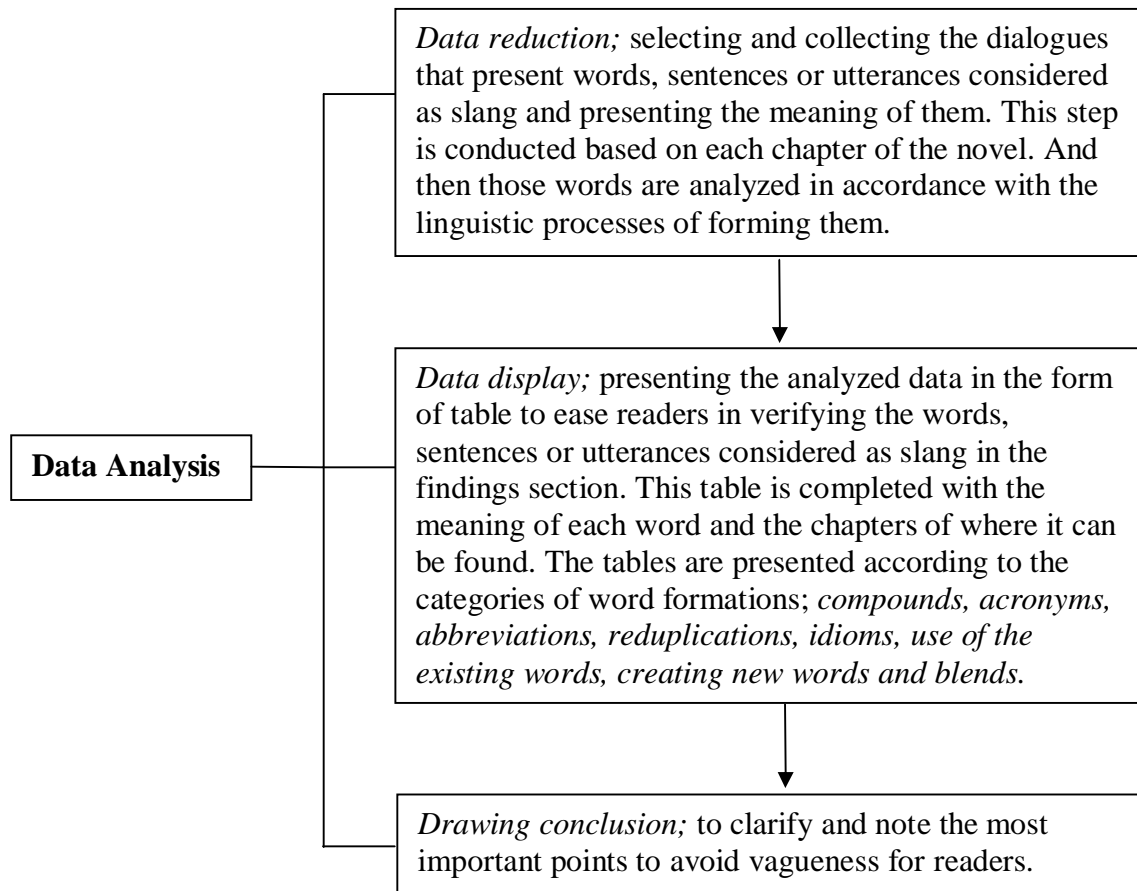 Data reduction; selecting and collecting the dialogues
that present words, sentences or utterances considered
as slang and presenting the meaning of them. This step
is conducted based on each chapter of the novel. And
then those words are analyzed in accordance with the
linguistic processes of forming them.
Data Analysis
Data display; presenting the analyzed data in the form
of table to ease readers in verifying the words,
sentences or utterances considered as slang in the
findings section. This table is completed with the
meaning of each word and the chapters of where it can
be found. The tables are presented according to the
categories of word formations; compounds, acronyms,
abbreviations, reduplications, idioms, use of the
existing words, creating new words and blends.
Drawing conclusion; to clarify and note the most
important points to avoid vagueness for readers.